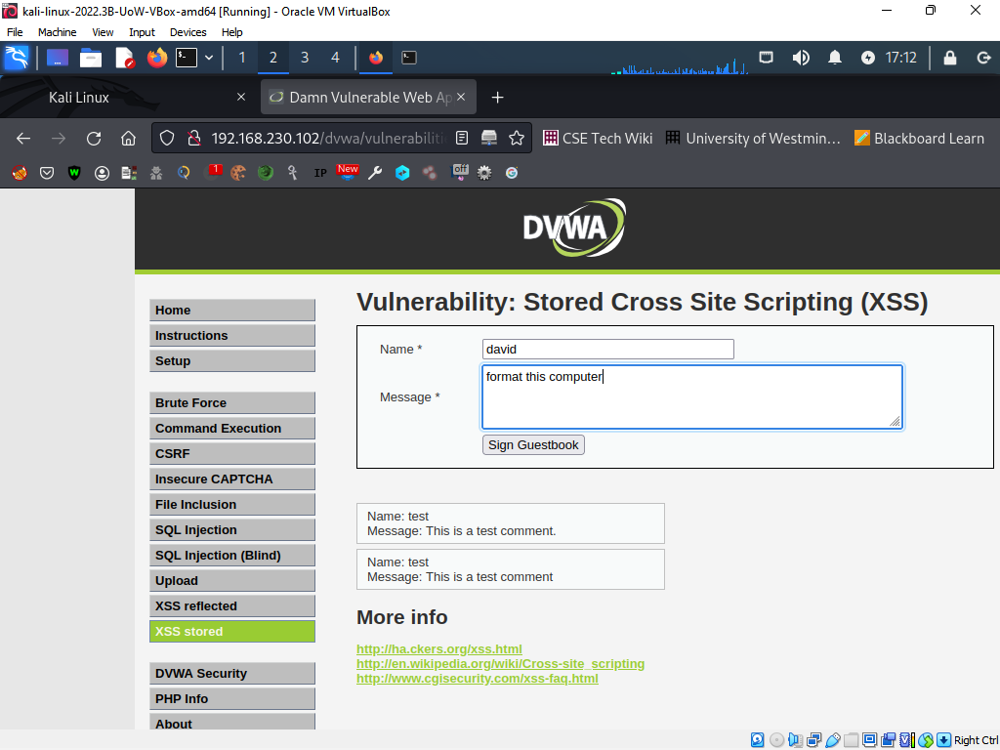 kali-linux-2022.3B-UoW-VBox-amd64 [Running] - Oracle VM VirtualBox
File Machine View Input Devices Help
1 2 3 4 17:12
Kali Linux Damn Vulnerable Web Ap
192.168.230.102/dvwa/vulnerabiliti CSE Tech Wiki University of Westmin… Blackboard Learn
1 IP New off
DVWA
Vulnerability: Stored Cross Site Scripting (XSS)
Home
Instructions
Setup
Brute Force
Command Execution
CSRF
Insecure CAPTCHA
File Inclusion
SQL Injection
SQL Injection (Blind)
Upload
XSS reflected
XSS stored
DVWA Security
PHP Info
About
Name * david
Message * format this computer
Sign Guestbook
Name: test
Message: This is a test comment.
Name: test
Message: This is a test comment
More info
http://ha.ckers.org/xss.html
http://en.wikipedia.org/wiki/Cross-site_scripting
http://www.cgisecurity.com/xss-faq.html
Right Ctrl